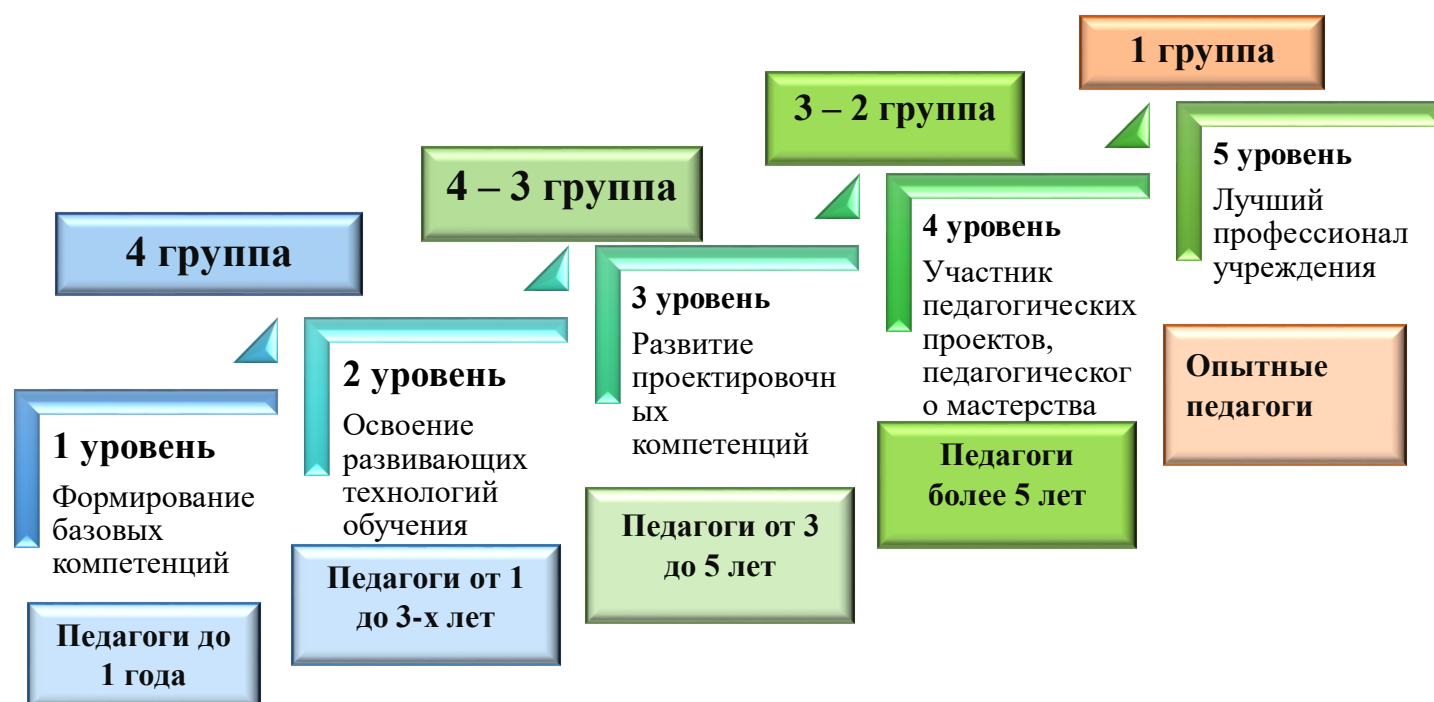 4 группа
1 уровень
Формирование
базовых
компетенций
Педагоги до
1 года
2 уровень
Освоение
развивающих
технологий
обучения
Педагоги от 1
до 3-х лет
4 – 3 группа
3 уровень
Развитие
проектировочн
ых
компетенций
Педагоги от 3
до 5 лет
3 – 2 группа
4 уровень
Участник
педагогических
проектов,
педагогическог
о мастерства
Педагоги
более 5 лет
1 группа
5 уровень
Лучший
профессионал
учреждения
Опытные
педагоги